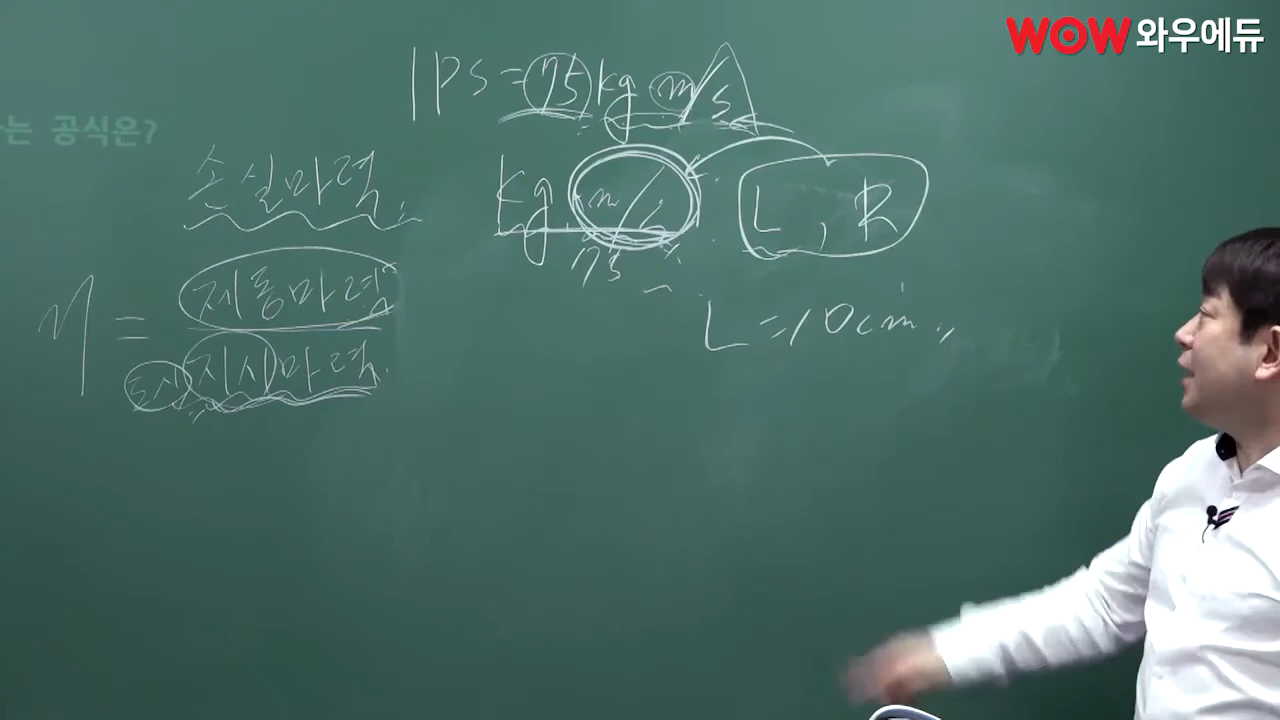 WOW 와우에듀
1PS = 75kg·m/s
는 공식은?
손실마력
kg m/s L, R
75
η = 제동마력
도시 지시마력
L = 10cm